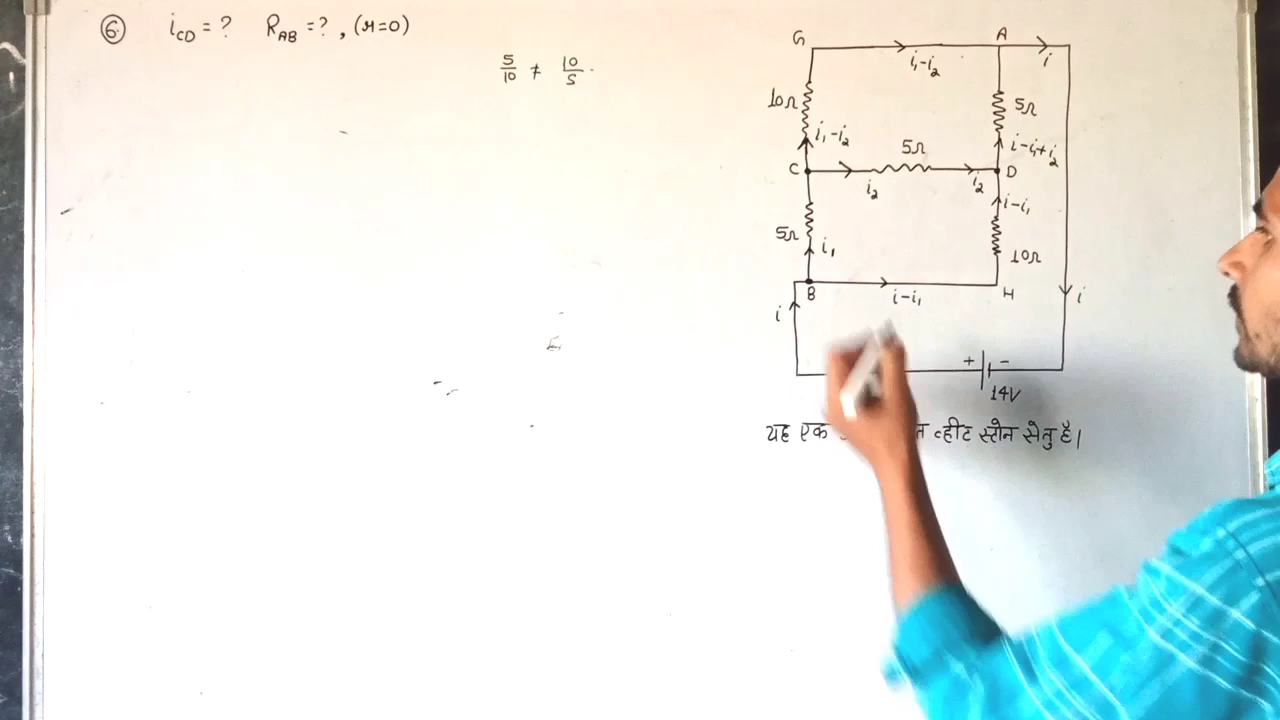 ⑥ i_CD = ? R_AB = ? , (r=0)
5/10 ≠ 10/5
G A
i₁-i₂ i
10Ω 5Ω
i₁-i₂ 5Ω i-i₁+i₂
C i₂ i₂ D
i-i₁
5Ω i₁ 10Ω
B i-i₁ H
i i
+ -
14V
यह एक व्हीट स्टोन सेतु है।